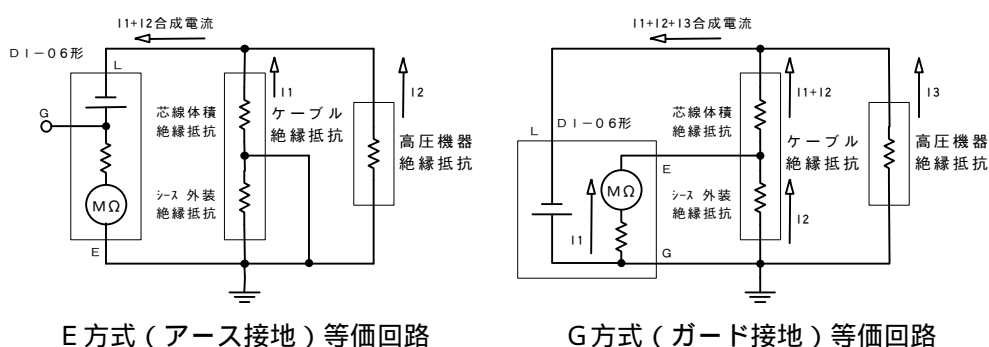 I1+I2合成電流
DI-06形
L
G
MΩ
E
芯線体積
絶縁抵抗
シース 外装
絶縁抵抗
I1
ケーブル
絶縁抵抗
I2
高圧機器
絶縁抵抗
E方式(アース接地)等価回路
I1+I2+I3合成電流
L
DI-06形
E
MΩ
I1
G
芯線体積
絶縁抵抗
シース 外装
絶縁抵抗
I1+I2
ケーブル
絶縁抵抗
I2
I3
高圧機器
絶縁抵抗
G方式(ガード接地)等価回路